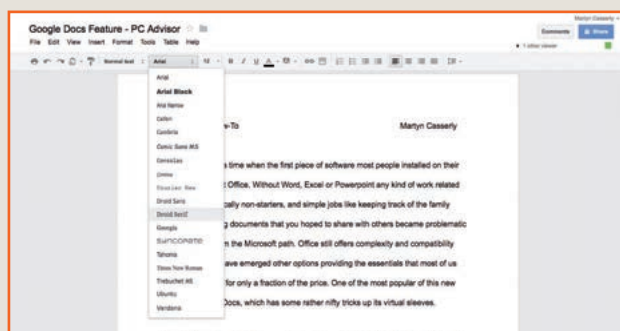 Martyn Casserly
Google Docs Feature - PC Advisor
Comments
Share
File Edit View Insert Format Tools Table Help
1 other viewer
Normal text Arial 12 B I U A
Arial
Arial Black
Calibri
Cambria
Comic Sans MS
Consolas
Corsiva
Courier New
Droid Sans
Droid Serif
Georgia
SYNCOPATE
Tahoma
Times New Roman
Trebuchet MS
Ubuntu
Verdana
w-To Martyn Casserly
s time when the first piece of software most people installed on their
t Office. Without Word, Excel or Powerpoint any kind of work related
cally non-starters, and simple jobs like keeping track of the family
ng documents that you hoped to share with others became problematic
m the Microsoft path. Office still offers complexity and compatibility
ave emerged other options providing the essentials that most of us
for only a fraction of the price. One of the most popular of this new
Docs, which has some rather nifty tricks up its virtual sleeves.